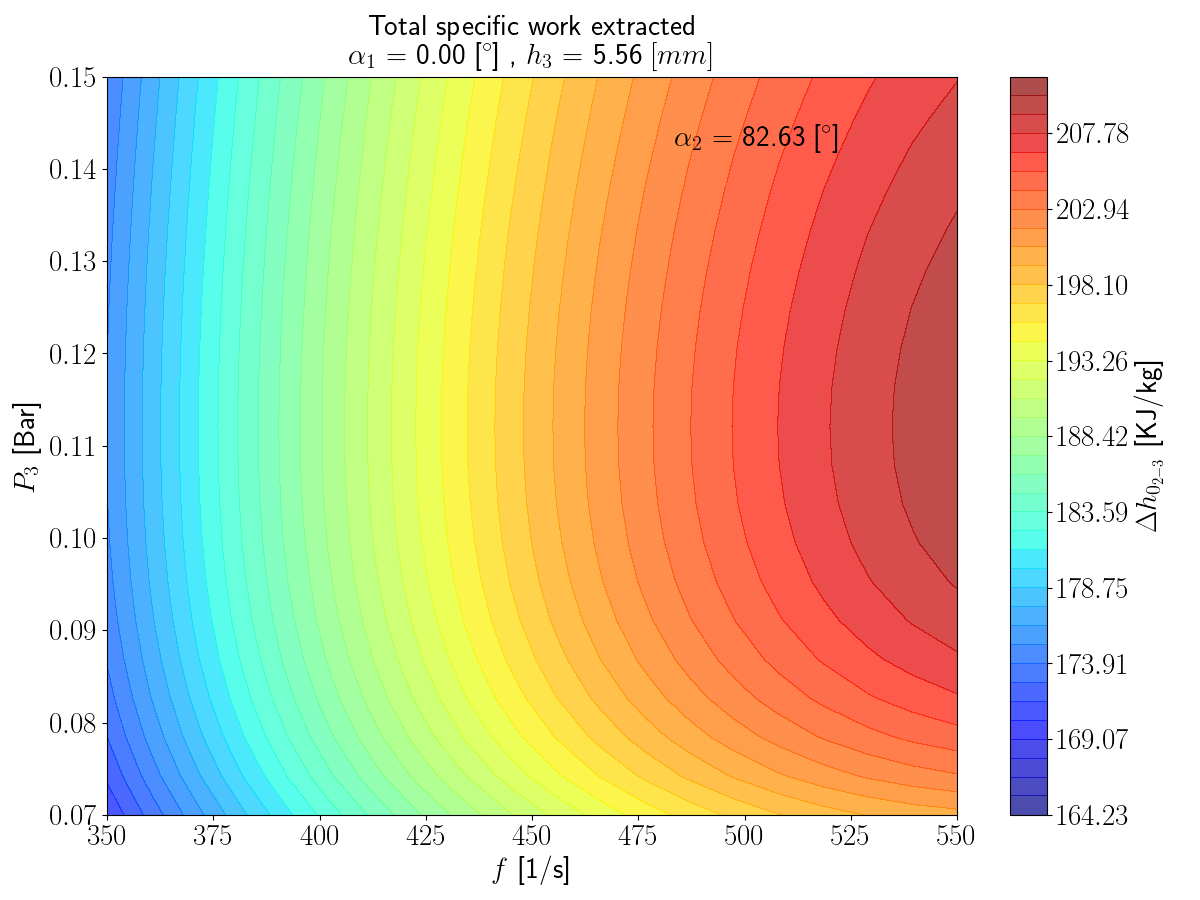 Total specific work extracted
α₁ = 0.00 [°] , h₃ = 5.56 [mm]
α₂ = 82.63 [°]
0.15
0.14
0.13
0.12
0.11
0.10
0.09
0.08
0.07
P₃ [Bar]
350 375 400 425 450 475 500 525 550
f [1/s]
207.78
202.94
198.10
193.26
188.42
183.59
178.75
173.91
169.07
164.23
Δh₀₂₋₃ [KJ/kg]